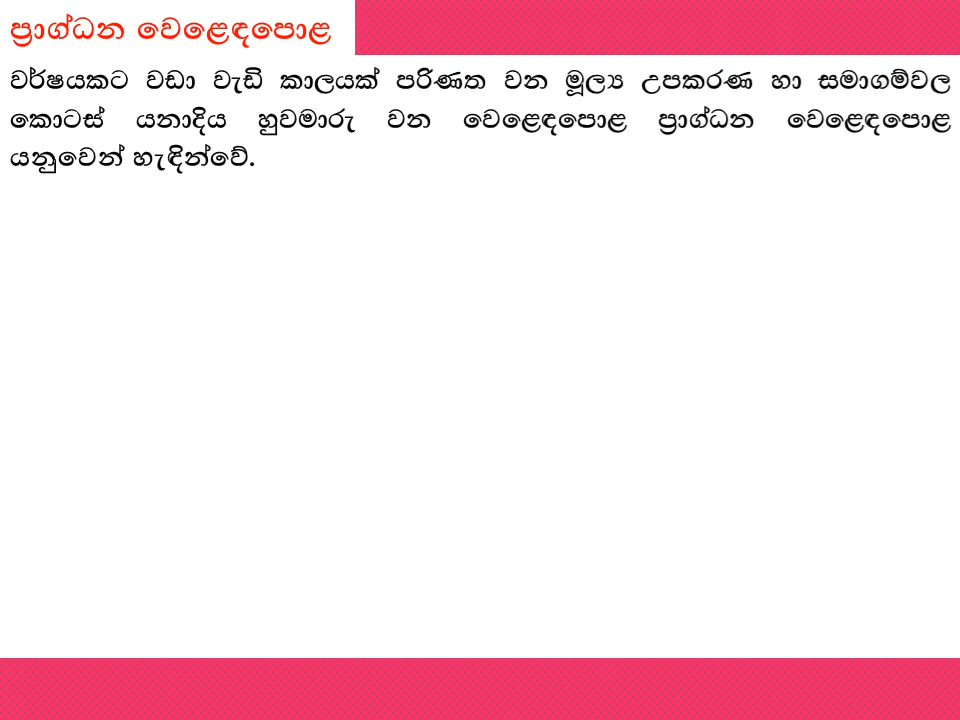 ප්‍රාග්ධන වෙළෙඳපොළ
වර්ෂයකට වඩා වැඩි කාලයක් පරිණත වන මූල්‍ය උපකරණ හා සමාගම්වල
කොටස් යනාදිය හුවමාරු වන වෙළෙඳපොළ ප්‍රාග්ධන වෙළෙඳපොළ
යනුවෙන් හැඳින්වේ.